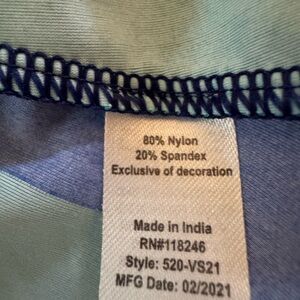 80% Nylon
20% Spandex
Exclusive of decoration
Made in India
RN#118246
Style: 520-VS21
MFG Date: 02/2021